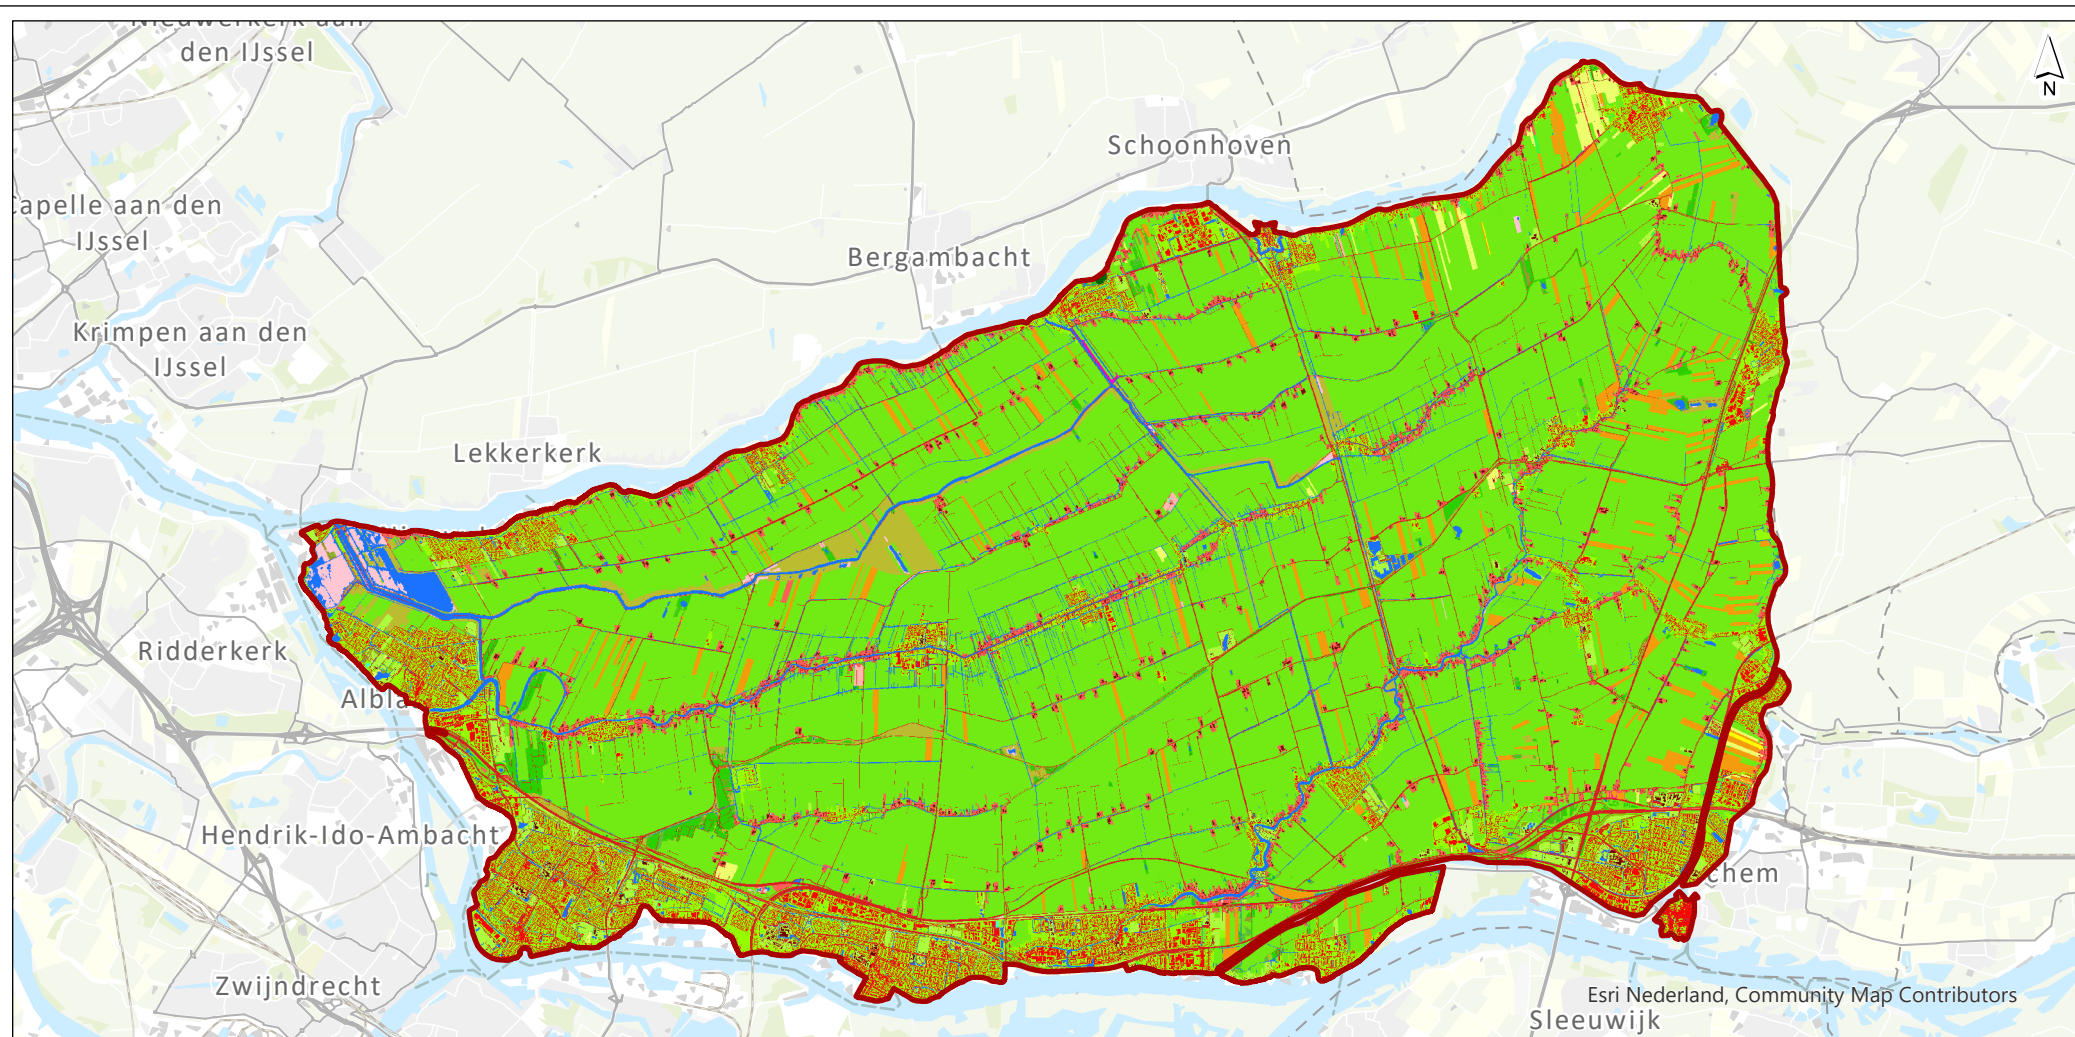 den IJssel
Schoonhoven
IJssel
Bergambacht
Krimpen aan den
IJssel
Lekkerkerk
Ridderkerk
Albla
Hendrik-Ido-Ambacht
chem
Zwijndrecht
Esri Nederland, Community Map Contributors
Sleeuwijk
N
apelle aan den